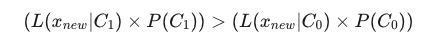 (L(x_new|C_1) × P(C_1)) > (L(x_new|C_0) × P(C_0))